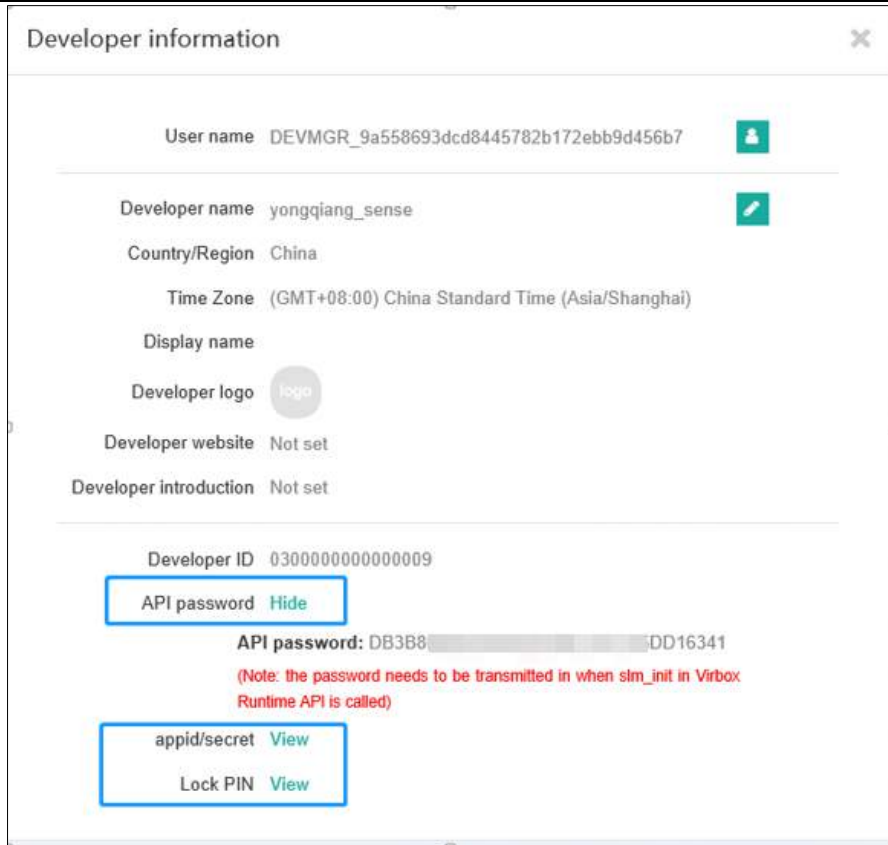 Developer information
User name DEVMGR_9a558693dcd8445782b172ebb9d456b7
Developer name yongqiang_sense
Country/Region China
Time Zone (GMT+08:00) China Standard Time (Asia/Shanghai)
Display name
Developer logo logo
Developer website Not set
Developer introduction Not set
Developer ID 0300000000000009
API password Hide
API password: DB3B8 DD16341
(Note: the password needs to be transmitted in when slm_init in Virbox
Runtime API is called)
appid/secret View
Lock PIN View